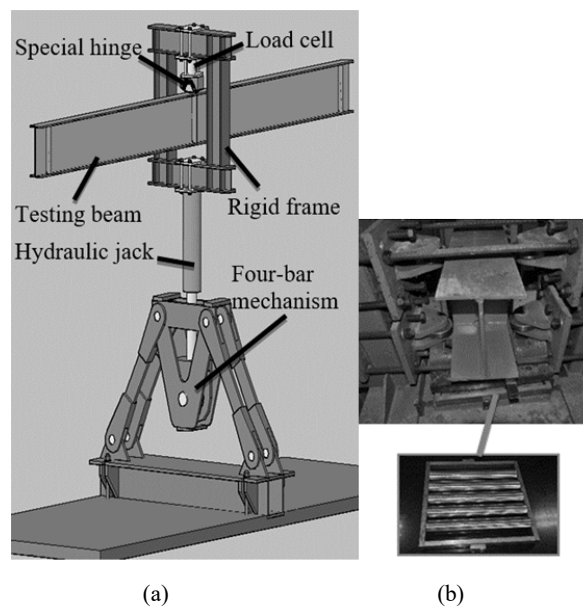 Special hinge
Load cell
Testing beam
Rigid frame
Hydraulic jack
Four-bar
mechanism
(a)
(b)